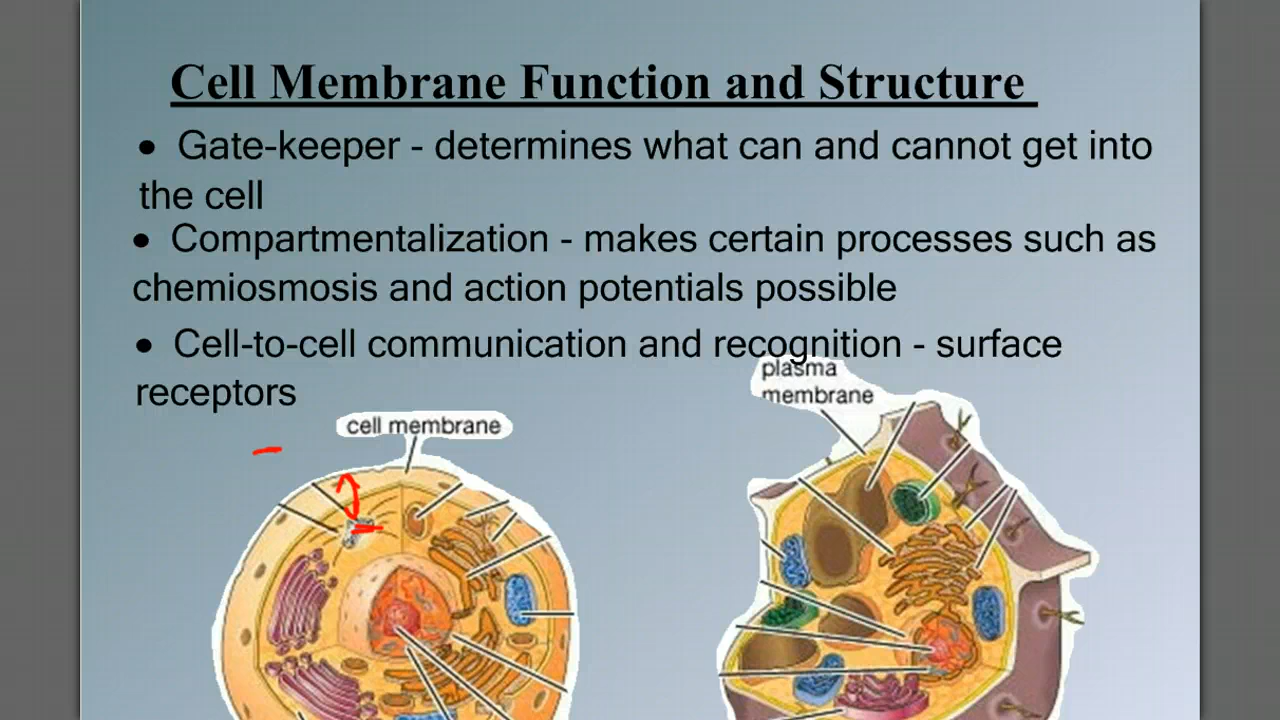 Cell Membrane Function and Structure
• Gate-keeper - determines what can and cannot get into
the cell
• Compartmentalization - makes certain processes such as
chemiosmosis and action potentials possible
• Cell-to-cell communication and recognition - surface
receptors
plasma
membrane
cell membrane